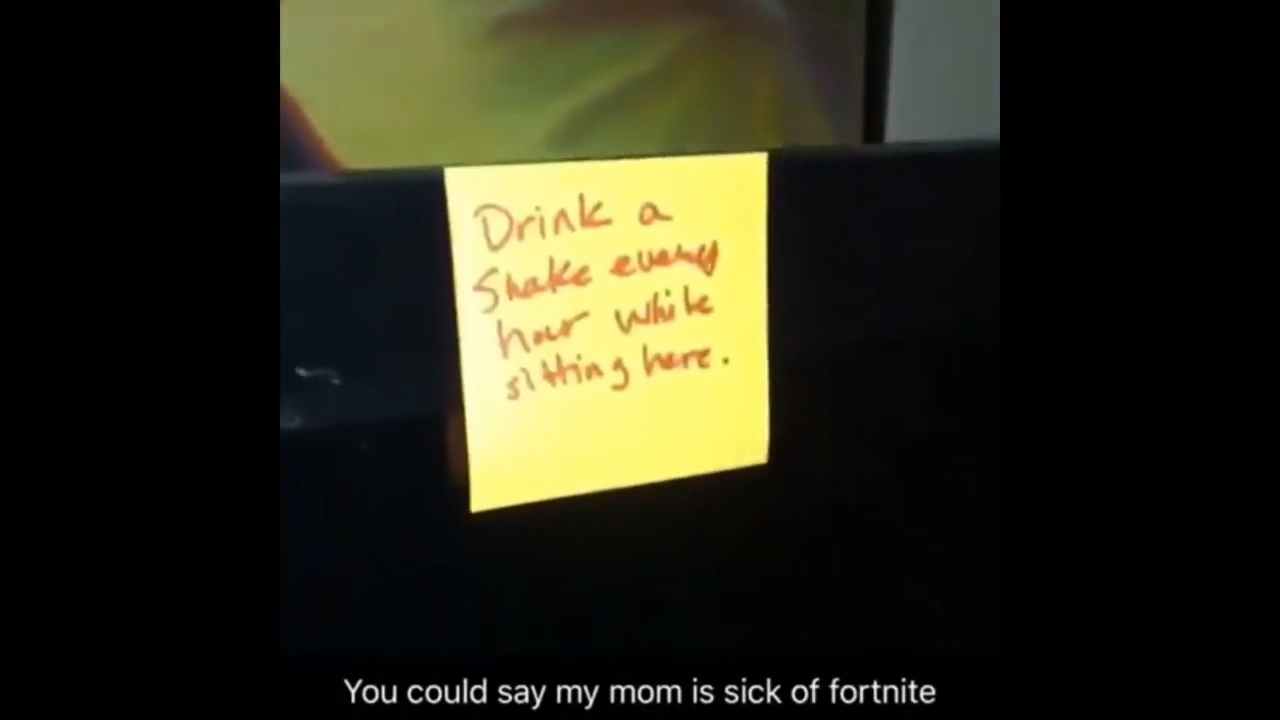 Drink a
Shake every
hour while
sitting here.
You could say my mom is sick of fortnite